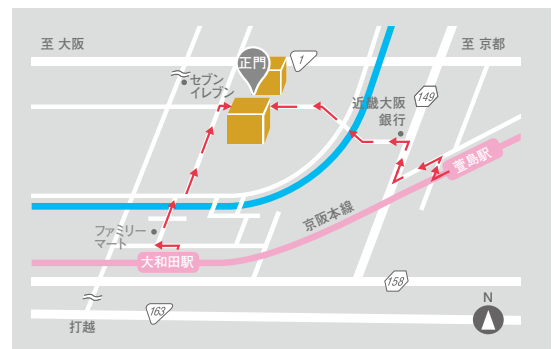 至 大阪
正門
1
至 京都
セブン
イレブン
近畿大阪
銀行
149
萱島駅
京阪本線
ファミリー
マート
大和田駅
158
163
打越
N